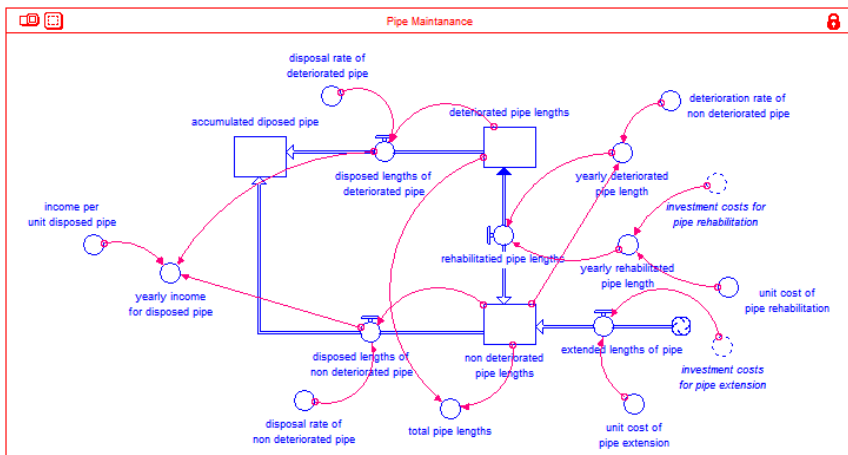 Pipe Maintanance
disposal rate of
deteriorated pipe
accumulated diposed pipe
deteriorated pipe lengths
deterioration rate of
non deteriorated pipe
disposed lengths of
deteriorated pipe
yearly deteriorated
pipe length
income per
unit disposed pipe
investment costs for
pipe rehabilitation
rehabilitatied pipe lengths
yearly rehabilitated
pipe length
yearly income
for disposed pipe
unit cost of
pipe rehabilitation
disposed lengths of
non deteriorated pipe
non deteriorated
pipe lengths
extended lengths of pipe
investment costs
for pipe extension
disposal rate of
non deteriorated pipe
total pipe lengths
unit cost of
pipe extension